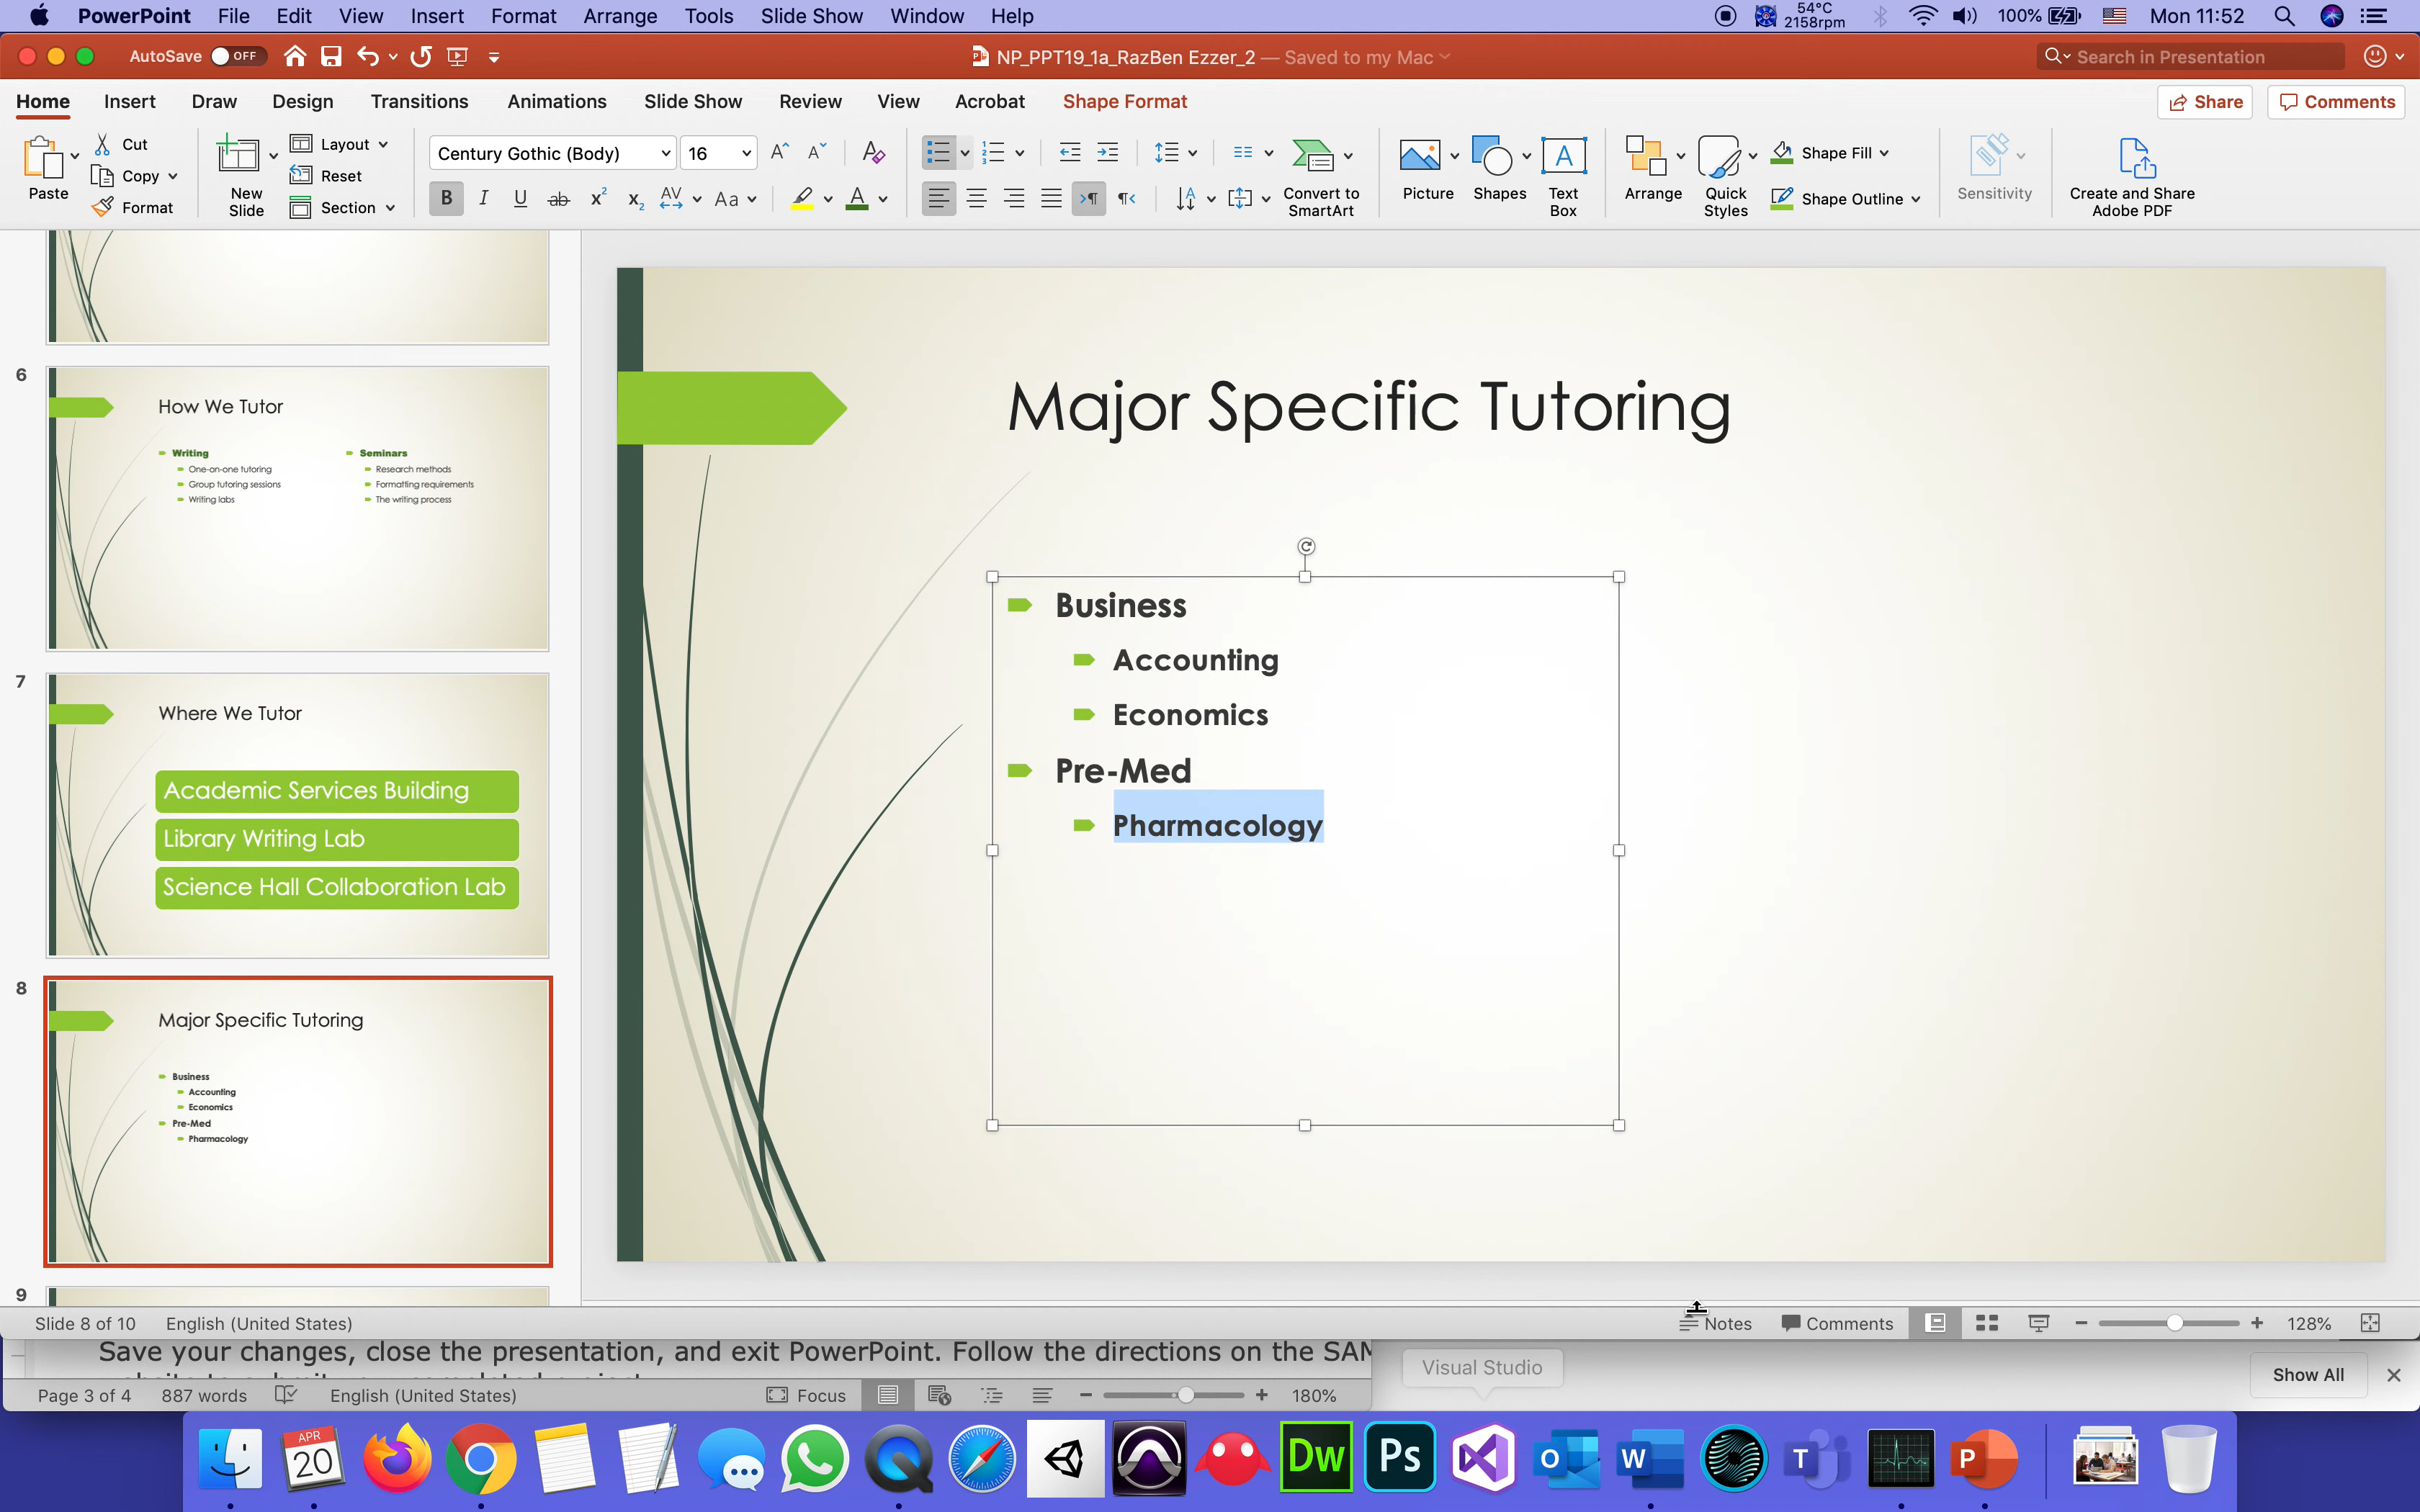 PowerPoint File Edit View Insert Format Arrange Tools Slide Show Window Help 54°C 2158rpm 100% Mon 11:52
AutoSave OFF NP_PPT19_1a_RazBen Ezzer_2 — Saved to my Mac Search in Presentation
Home Insert Draw Design Transitions Animations Slide Show Review View Acrobat Shape Format Share Comments
Paste Cut Copy Format New Slide Layout Reset Section Century Gothic (Body) 16 Convert to SmartArt Picture Shapes Text Box Arrange Quick Styles Shape Fill Shape Outline Sensitivity Create and Share Adobe PDF
6
How We Tutor
Writing
One-on-one tutoring
Group tutoring sessions
Writing labs
Seminars
Research methods
Formatting requirements
The writing process
7
Where We Tutor
Academic Services Building
Library Writing Lab
Science Hall Collaboration Lab
8
Major Specific Tutoring
Business
Accounting
Economics
Pre-Med
Pharmacology
9
Major Specific Tutoring
Business
Accounting
Economics
Pre-Med
Pharmacology
Slide 8 of 10 English (United States) Notes Comments 128%
Save your changes, close the presentation, and exit PowerPoint. Follow the directions on the SAM
Visual Studio
Show All
Page 3 of 4 887 words English (United States) Focus 180%
APR
20
Dw
Ps
O
W
T
P